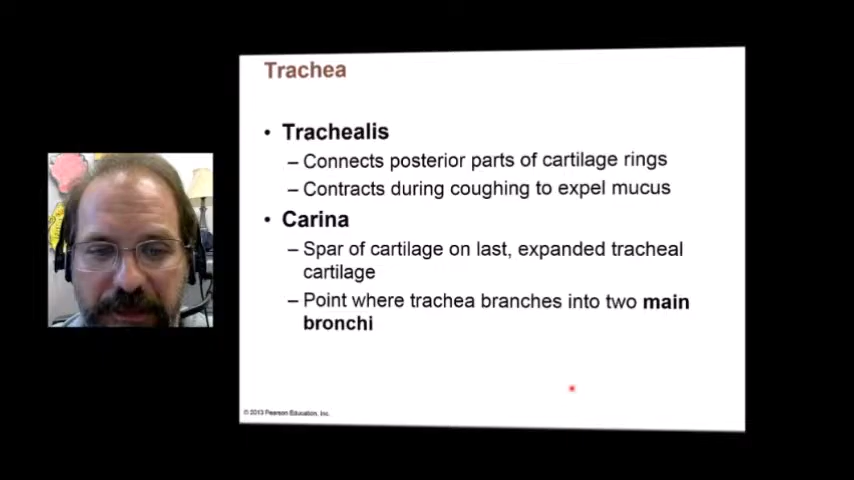 Trachea
• Trachealis
– Connects posterior parts of cartilage rings
– Contracts during coughing to expel mucus
• Carina
– Spar of cartilage on last, expanded tracheal
cartilage
– Point where trachea branches into two main
bronchi
© 2013 Pearson Education, Inc.